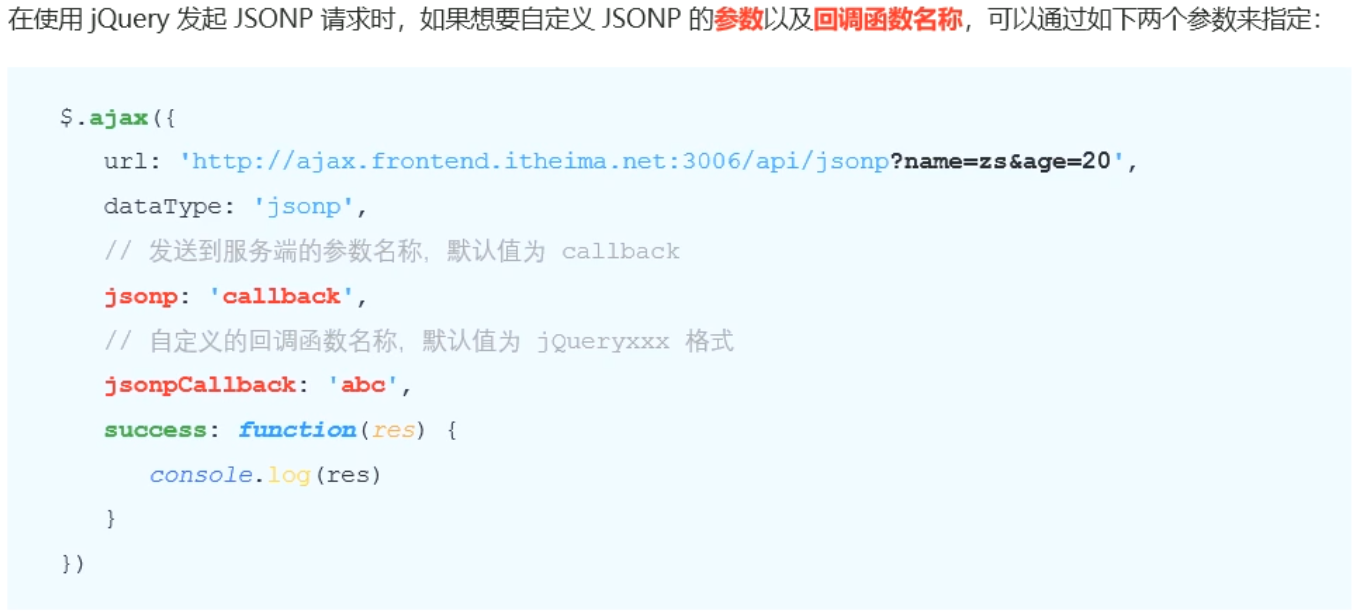 在使用 jQuery 发起 JSONP 请求时，如果想要自定义 JSONP 的参数以及回调函数名称，可以通过如下两个参数来指定：
$.ajax({
url: 'http://ajax.frontend.itheima.net:3006/api/jsonp?name=zs&age=20',
dataType: 'jsonp',
// 发送到服务端的参数名称，默认值为 callback
jsonp: 'callback',
// 自定义的回调函数名称，默认值为 jQueryxxx 格式
jsonpCallback: 'abc',
success: function(res) {
console.log(res)
}
})